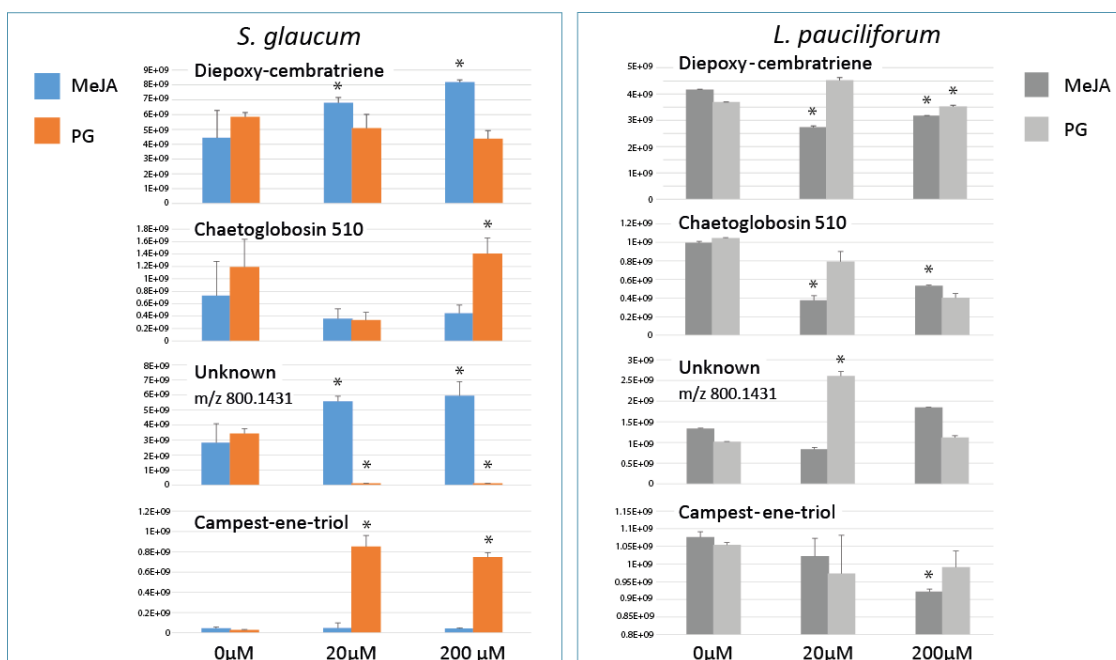 S. glaucum
MeJA
PG
Diepoxy-cembratriene
9E+09
8E+09
7E+09
6E+09
5E+09
4E+09
3E+09
2E+09
1E+09
0
*
*
Chaetoglobosin 510
1.8E+09
1.6E+09
1.4E+09
1.2E+09
1E+09
0.8E+09
0.6E+09
0.4E+09
0.2E+09
0
*
Unknown
m/z 800.1431
8E+09
7E+09
6E+09
5E+09
4E+09
3E+09
2E+09
1E+09
0
*
*
*
*
Campest-ene-triol
1.2E+09
1E+09
0.8E+09
0.6E+09
0.4E+09
0.2E+09
0
*
*
0µM 20µM 200 µM
L. pauciliforum
MeJA
PG
Diepoxy-cembratriene
5E+09
4E+09
3E+09
2E+09
1E+09
0
*
*
*
Chaetoglobosin 510
1.2E+09
1E+09
0.8E+09
0.6E+09
0.4E+09
0.2E+09
0
*
*
Unknown
m/z 800.1431
3E+09
2.5E+09
2E+09
1.5E+09
1E+09
0.5E+09
0
*
Campest-ene-triol
1.15E+09
1.1E+09
1.05E+09
1E+09
0.95E+09
0.9E+09
0.85E+09
0.8E+09
*
0µM 20µM 200µM